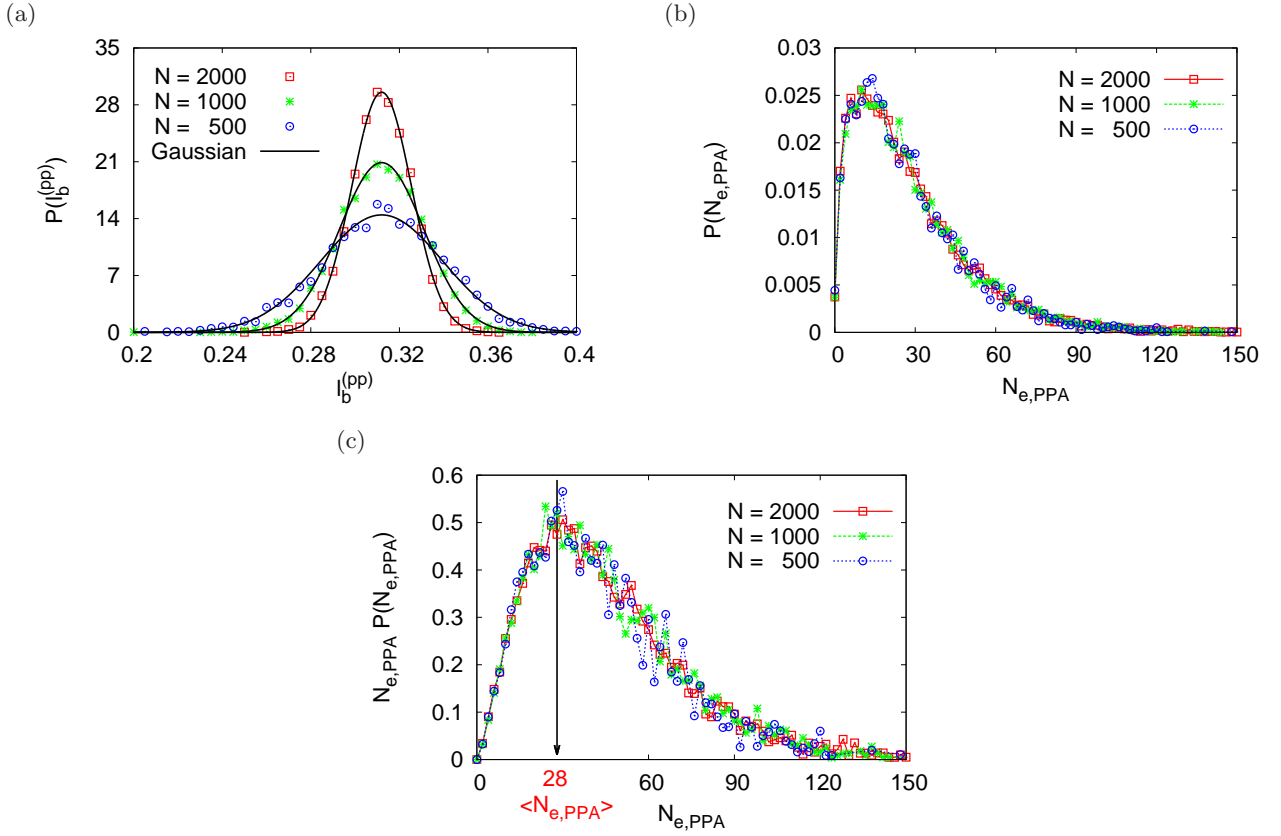 (a)
P(l_b^(pp))
35
28
21
14
7
0
N = 2000
N = 1000
N = 500
Gaussian
0.2 0.24 0.28 0.32 0.36 0.4
l_b^(pp)
(b)
P(N_e,PPA)
0.03
0.025
0.02
0.015
0.01
0.005
0
N = 2000
N = 1000
N = 500
0 30 60 90 120 150
N_e,PPA
(c)
N_e,PPA P(N_e,PPA)
0.6
0.5
0.4
0.3
0.2
0.1
0
N = 2000
N = 1000
N = 500
0 28 60 90 120 150
<N_e,PPA> N_e,PPA